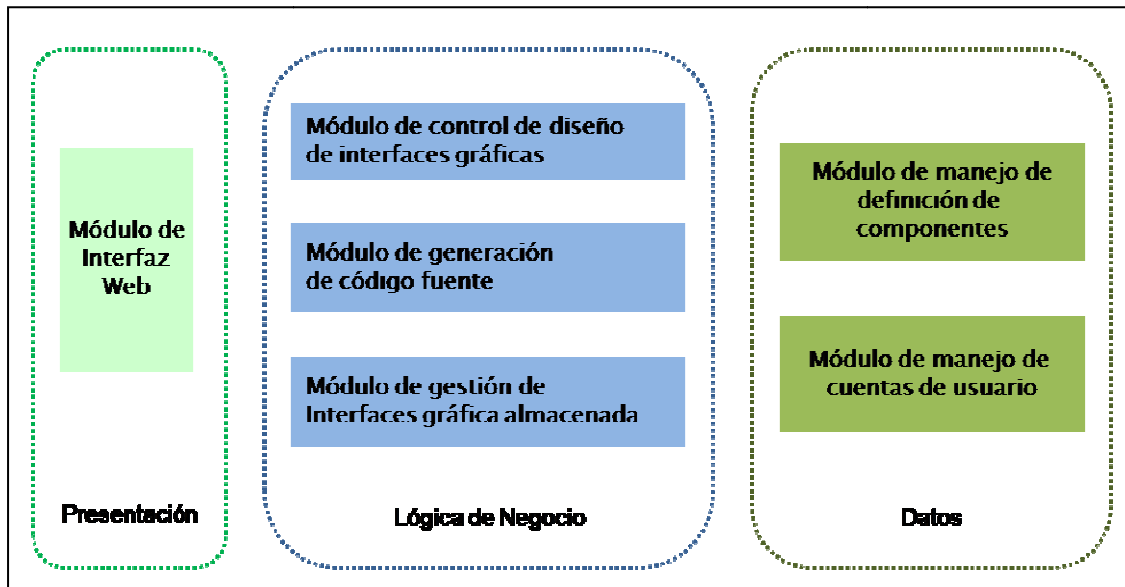 Módulo de
Interfaz
Web
Presentación
Módulo de control de diseño
de interfaces gráficas
Módulo de generación
de código fuente
Módulo de gestión de
Interfaces gráfica almacenada
Lógica de Negocio
Módulo de manejo de
definición de
componentes
Módulo de manejo de
cuentas de usuario
Datos